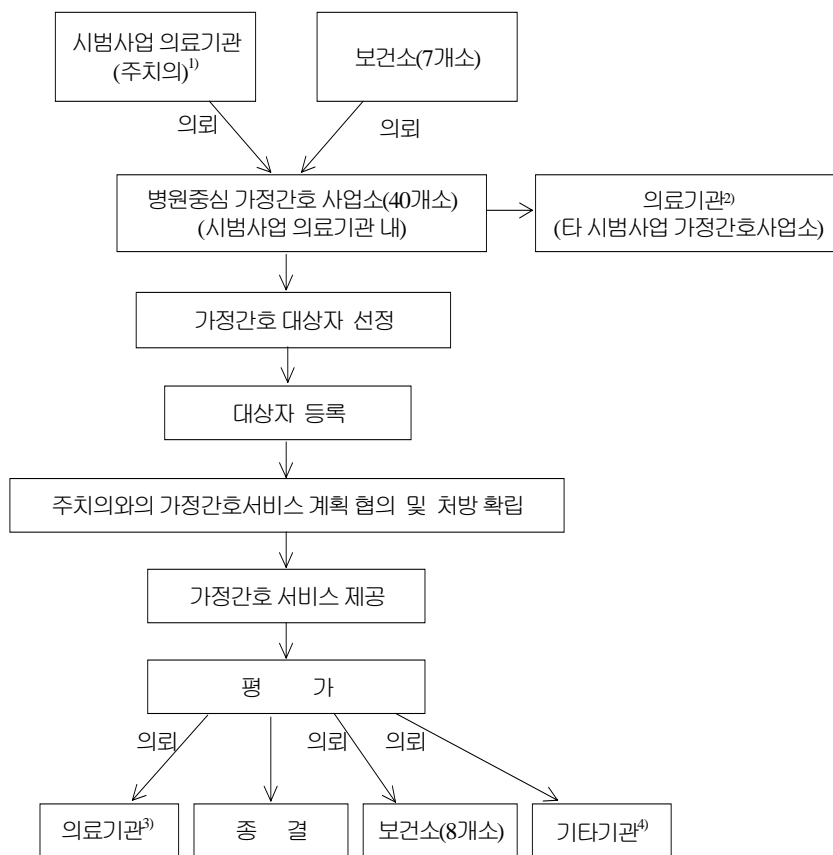 시범사업 의료기관
(주치의)1)
보건소(7개소)
의뢰
의뢰
병원중심 가정간호 사업소(40개소)
(시범사업 의료기관 내)
의료기관2)
(타 시범사업 가정간호사업소)
가정간호 대상자 선정
대상자 등록
주치의와의 가정간호서비스 계획 협의 및 처방 확립
가정간호 서비스 제공
평 가
의뢰
의뢰
의뢰
의료기관3)
종 결
보건소(8개소)
기타기관4)